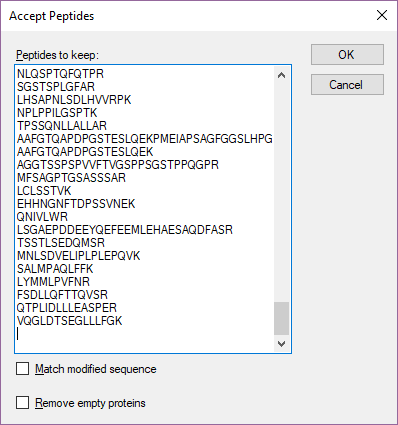 Accept Peptides
Peptides to keep:
OK
Cancel
NLQSPTQFQTPR
SGSTSPLGFAR
LHSAPNLSDLHVVRPK
NPLPPILGSPTK
TPSSQNLLALLAR
AAFGTQAPDPGSTESLQEKPMEIAPSAGFGGSLHPG
AAFGTQAPDPGSTESLQEK
AGGTSSPSPVVFTVGSPPSGSTPPQGPR
MFSAGPTGSASSSAR
LCLSSTVK
EHHNGNFTDPSSVNEK
QNIVLWR
LSGAEPDDEEYQEFEEMLEHAESAQDFASR
TSSTLSEDQMSR
MNLSDVELIPLPLEPQVK
SALMPAQLFFK
LYMMLPVFNR
FSDLLQFTTQVSR
QTPLIDLLLEASPER
VQGLDTSEGLLLFGK
Match modified sequence
Remove empty proteins